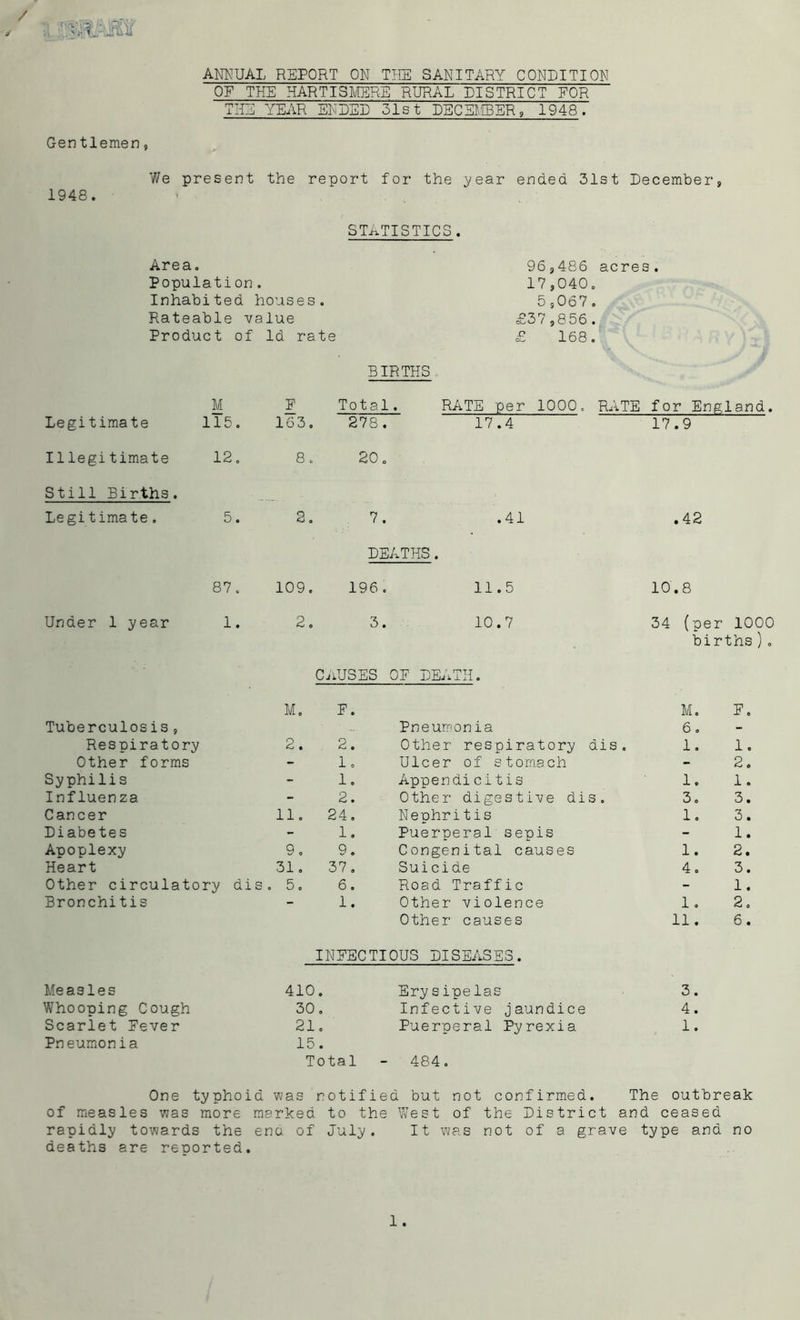 LIBRARY
ANNUAL REPORT ON THE SANITARY CONDITION
OF THE HARTISMERE RURAL DISTRICT FOR
THE YEAR ENDED 31st DECEMBER, 1948.
Gentlemen,
We present the report for the year ended 31st December,
1948.
STATISTICS.
Area. 96,486 acres.
Population. 17,040.
Inhabited houses. 5,067.
Rateable value £37,856.
Product of 1d rate £ 168.
BIRTHS.
M F Total. RATE per 1000. RATE for England.
Legitimate 115. 163. 278. 17.4 17.9
Illegitimate 12. 8. 20.
Still Births.
Legitimate. 5. 2. 7. .41 .42
DEATHS.
87. 109. 196. 11.5 10.8
Under 1 year 1. 2. 3. 10.7 34 (per 1000
births).
CAUSES OF DEATH.
M. F. M. F.
Tuberculosis, Pneumonia 6. -
Respiratory 2. 2. Other respiratory dis. 1. 1.
Other forms - 1. Ulcer of stomach - 2.
Syphilis - 1. Appendicitis 1. 1.
Influenza - 2. Other digestive dis. 3. 3.
Cancer 11. 24. Nephritis 1. 3.
Diabetes - 1. Puerperal sepis - 1.
Apoplexy 9. 9. Congenital causes 1. 2.
Heart 31. 37. Suicide 4. 3.
Other circulatory dis. 5. 6. Road Traffic - 1.
Bronchitis - 1. Other violence 1. 2.
Other causes 11. 6.
INFECTIOUS DISEASES.
Measles 410. Erysipelas 3.
Whooping Cough 30. Infective jaundice 4.
Scarlet Fever 21. Puerperal Pyrexia 1.
Pneumonia 15.
Total - 484.
One typhoid was notified but not confirmed. The outbreak
of measles was more marked to the West of the District and ceased
rapidly towards the end of July. It was not of a grave type and no
deaths are reported.
1.